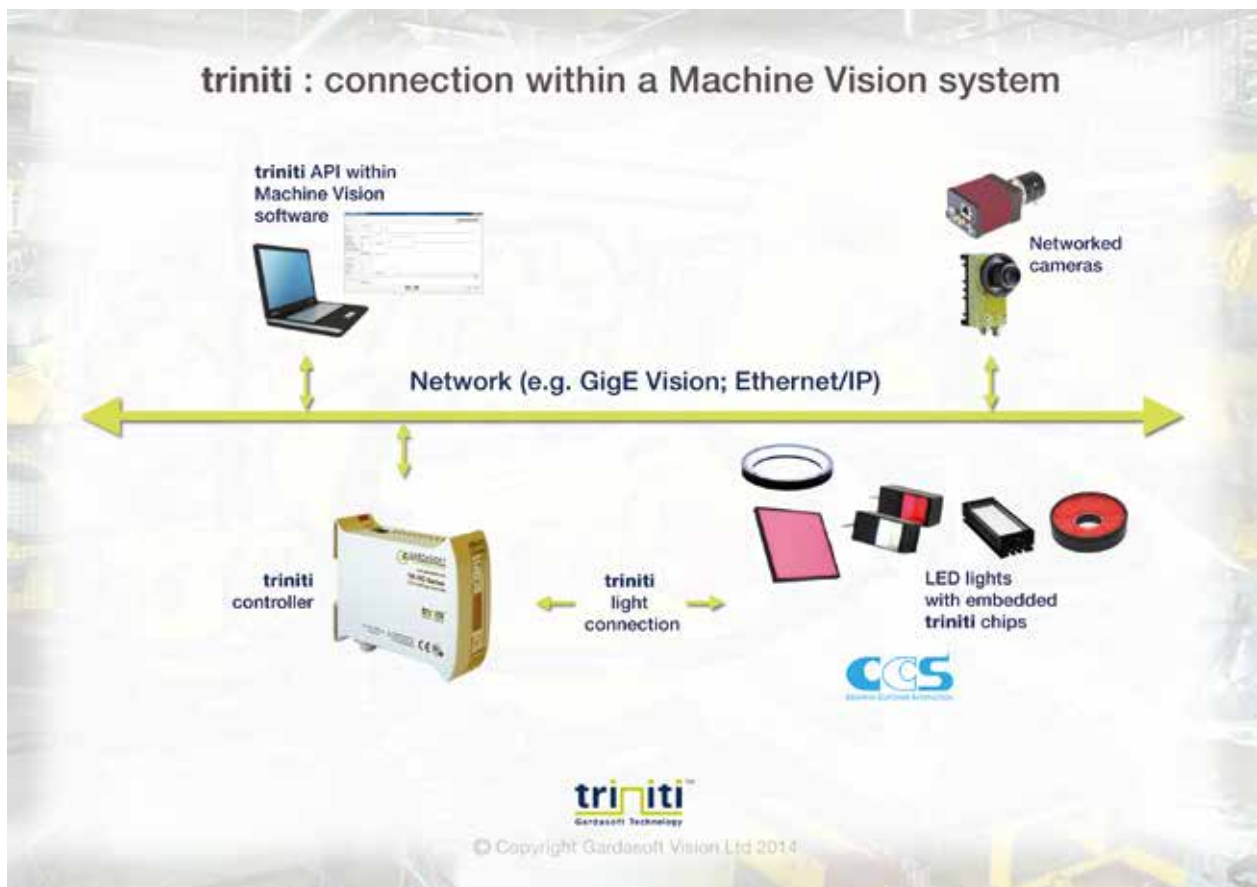 triniti : connection within a Machine Vision system
triniti API within
Machine Vision
software
Networked
cameras
Network (e.g. GigE Vision; Ethernet/IP)
triniti
controller
triniti
light
connection
LED lights
with embedded
triniti chips
CCS
triniti™
Gardasoft Technology
© Copyright Gardasoft Vision Ltd 2014